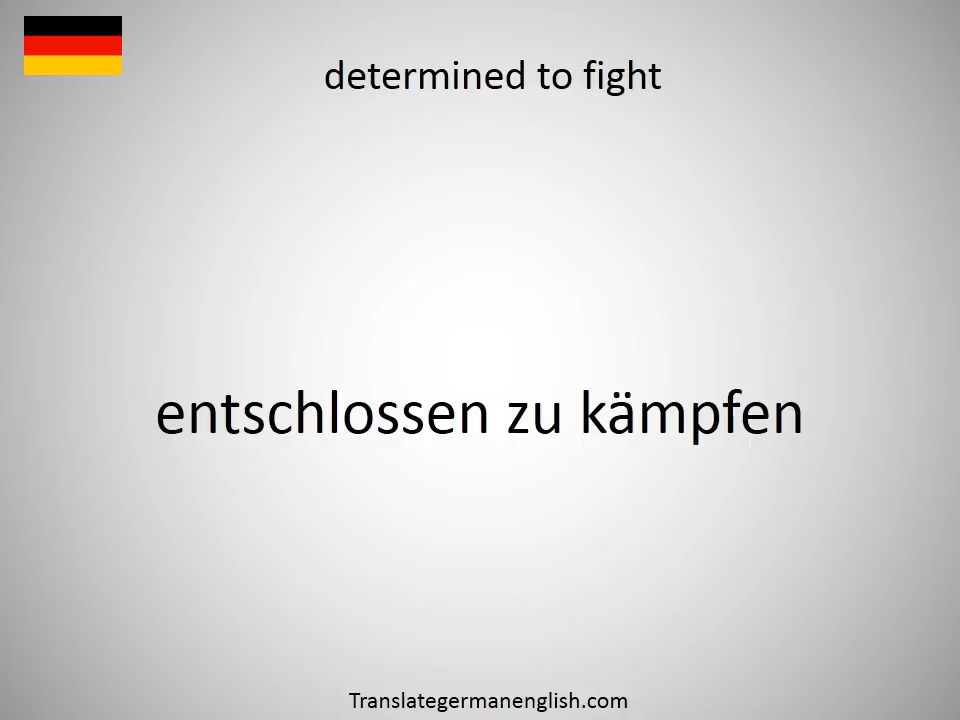 determined to fight
entschlossen zu kämpfen
Translategermanenglish.com